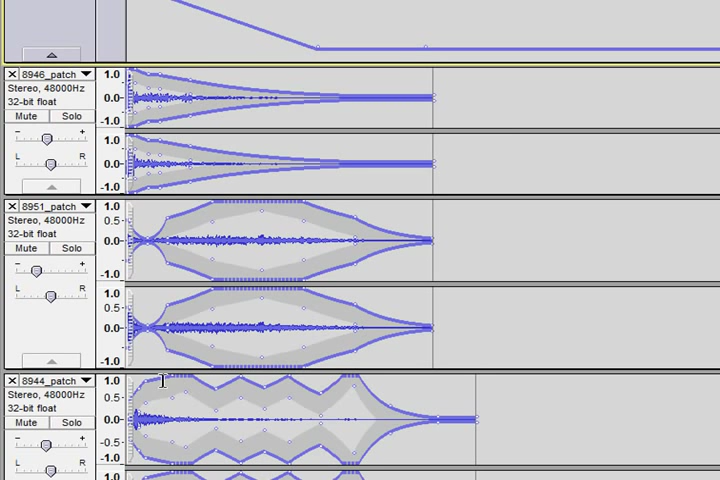 8946_patch
Stereo, 48000Hz
32-bit float
Mute Solo
- +
L R
1.0
0.0-
-1.0
1.0
0.0-
-1.0
8951_patch
Stereo, 48000Hz
32-bit float
Mute Solo
- +
L R
1.0
0.5-
0.0-
-1.0
1.0
0.5-
0.0-
-1.0
8944_patch
Stereo, 48000Hz
32-bit float
Mute Solo
- +
L R
1.0
0.5-
0.0-
-0.5-
-1.0
1.0